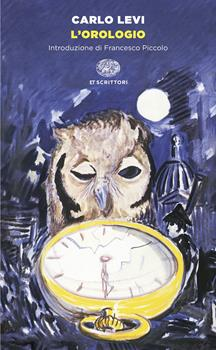 CARLO LEVI
L'OROLOGIO
Introduzione di Francesco Piccolo
ET SCRITTORI